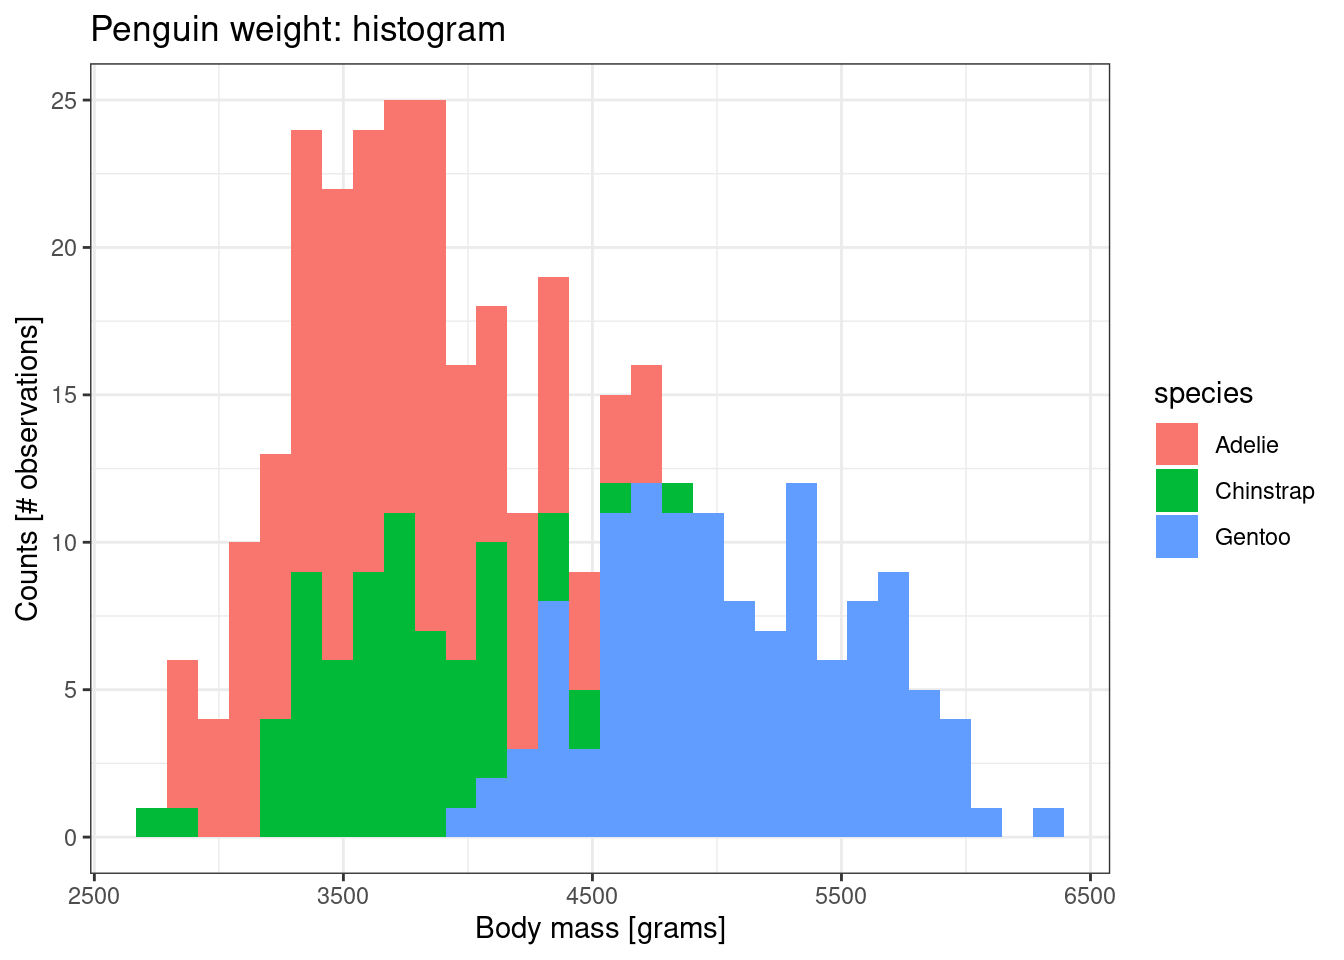 Penguin weight: histogram
25
20
15
10
5
0
Counts [# observations]
2500 3500 4500 5500 6500
Body mass [grams]
species
Adelie
Chinstrap
Gentoo